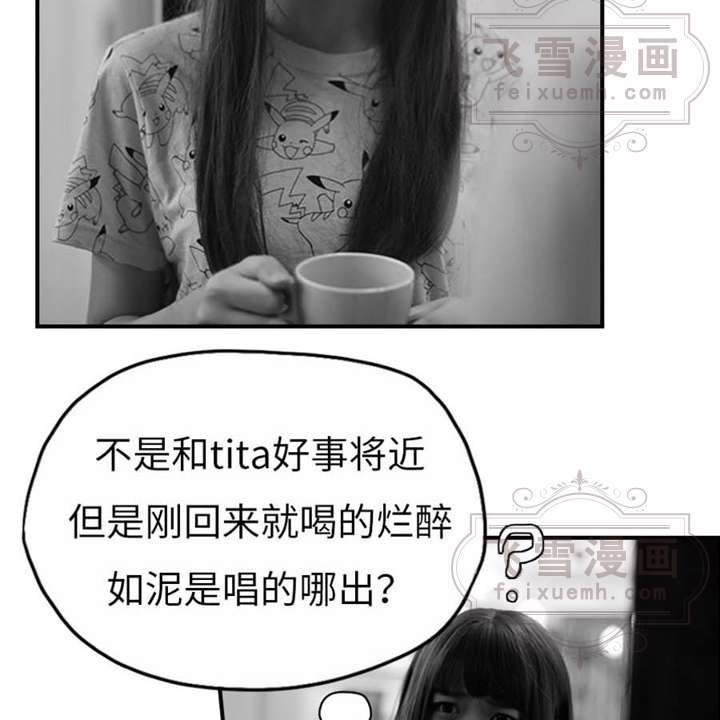 飞雪漫画
feixuemh.com
不是和tita好事将近
但是刚回来就喝的烂醉
如泥是唱的哪出？
?
飞雪漫画
feixuemh.com